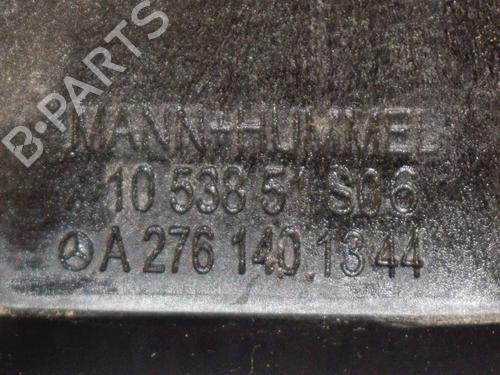 B-PARTS
MANN+HUMMEL
10 538 51 S06
A 276 140 1344